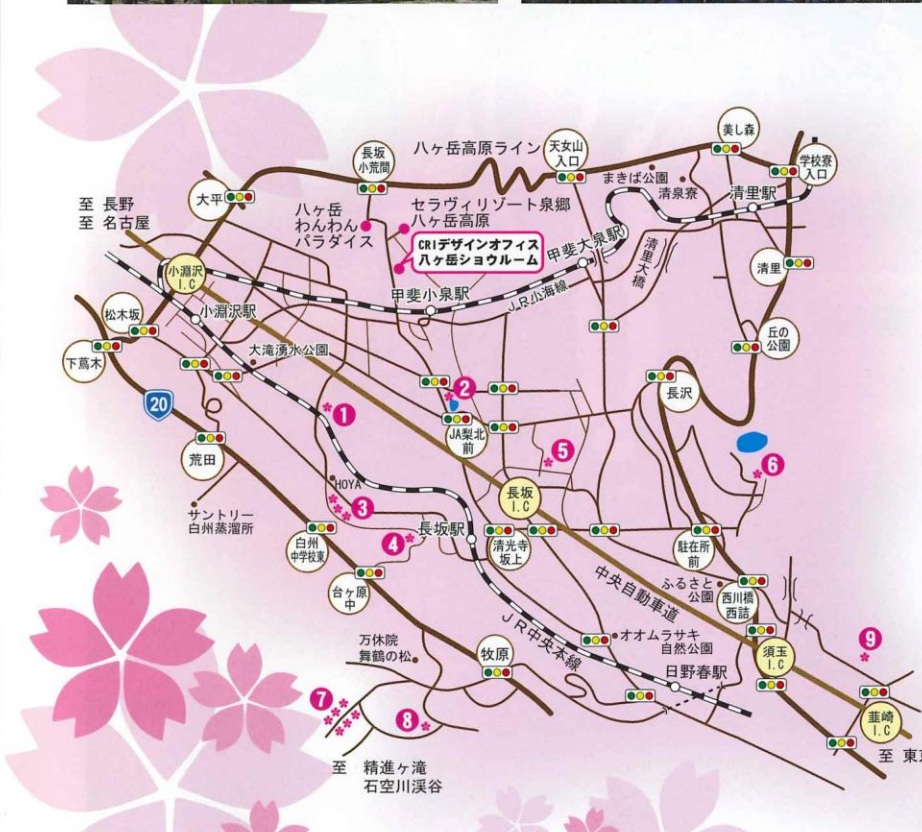 美し森
長坂
小荒間
八ヶ岳高原ライン
天女山
入口
学校寮
入口
まきば公園
清泉寮
清里駅
大平
至 長野
至 名古屋
八ヶ岳
わんわん
パラダイス
セラヴィリゾート泉郷
八ヶ岳高原
CRIデザインオフィス
八ヶ岳ショウルーム
甲斐大泉駅
清里大橋
清里
小淵沢
I.C
甲斐小泉駅
JR小海線
松木坂
小淵沢駅
丘の
公園
下蔦木
大滝湧水公園
長沢
20
1
2
JA梨北
前
荒田
5
6
HOYA
長坂
I.C
3
サントリー
白州蒸溜所
白州
中学校東
4
長坂駅
清光寺
坂上
駐在所
前
台ヶ原
中
中央自動車道
ふるさと
公園
西川橋
西詰
JR中央本線
オオムラサキ
自然公園
万休院
舞鶴の松
牧原
日野春駅
須玉
I.C
9
7
8
韮崎
I.C
至 東
至 精進ヶ滝
石空川渓谷